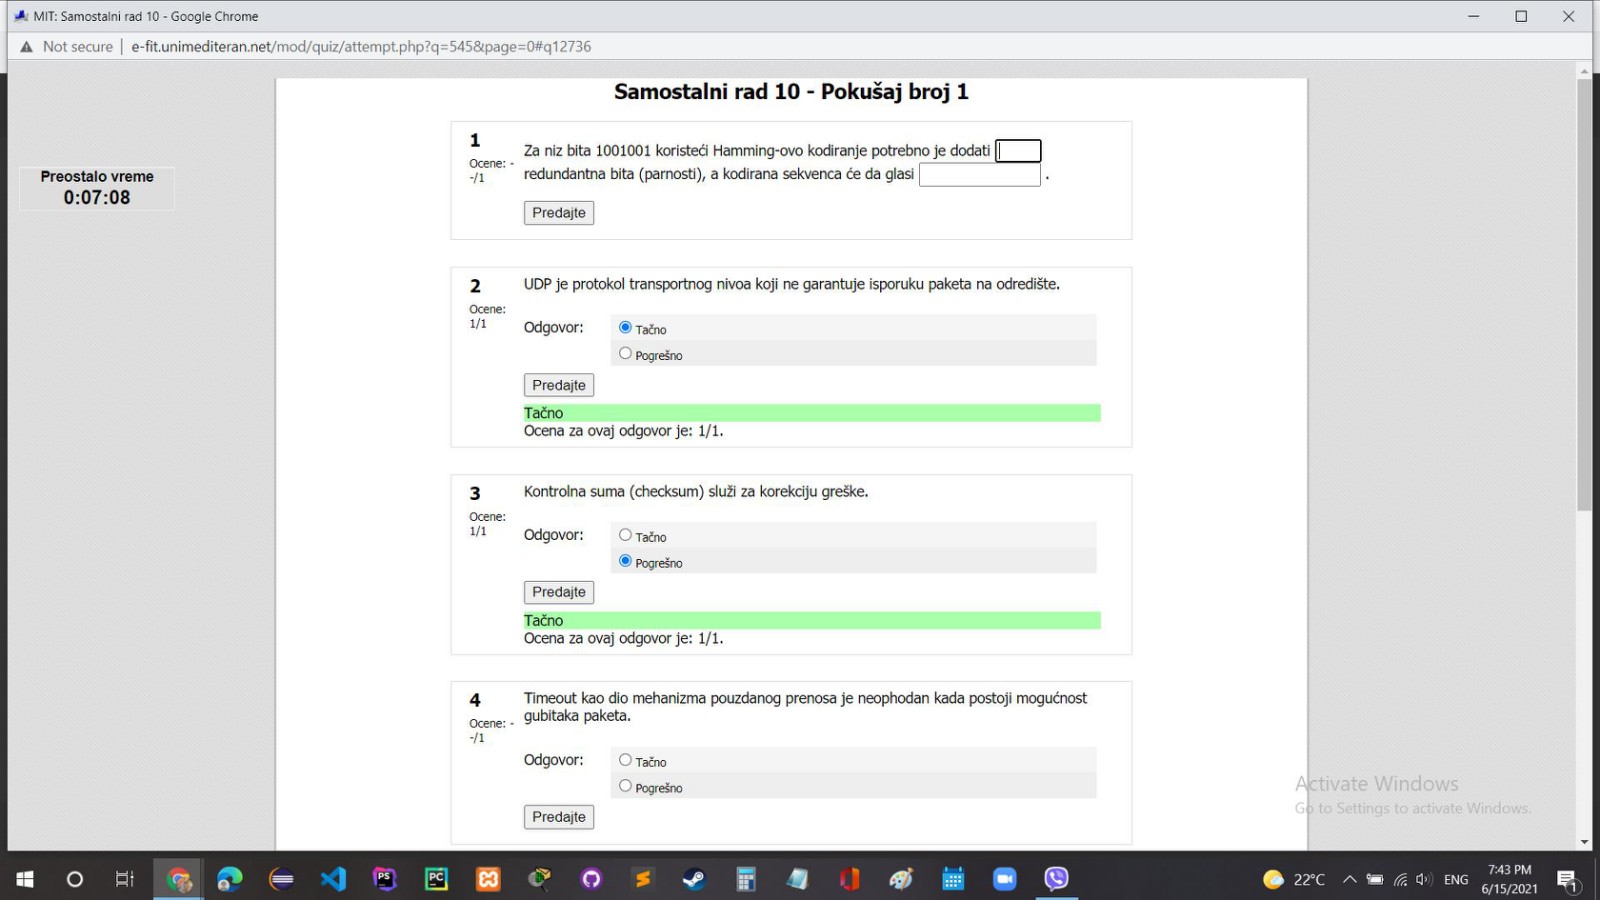 MIT: Samostalni rad 10 - Google Chrome
Not secure | e-fit.unimediteran.net/mod/quiz/attempt.php?q=545&page=0#q12736
Samostalni rad 10 - Pokušaj broj 1
Preostalo vreme
0:07:08
1
Ocene: -
-/1
Za niz bita 1001001 koristeći Hamming-ovo kodiranje potrebno je dodati
redundantna bita (parnosti), a kodirana sekvenca će da glasi .
Predajte
2
Ocene:
1/1
UDP je protokol transportnog nivoa koji ne garantuje isporuku paketa na odredište.
Odgovor:
Tačno
Pogrešno
Predajte
Tačno
Ocena za ovaj odgovor je: 1/1.
3
Ocene:
1/1
Kontrolna suma (checksum) služi za korekciju greške.
Odgovor:
Tačno
Pogrešno
Predajte
Tačno
Ocena za ovaj odgovor je: 1/1.
4
Ocene: -
-/1
Timeout kao dio mehanizma pouzdanog prenosa je neophodan kada postoji mogućnost
gubitaka paketa.
Odgovor:
Tačno
Pogrešno
Predajte
Activate Windows
Go to Settings to activate Windows.
PS
PC
22°C
ENG
7:43 PM
6/15/2021
1